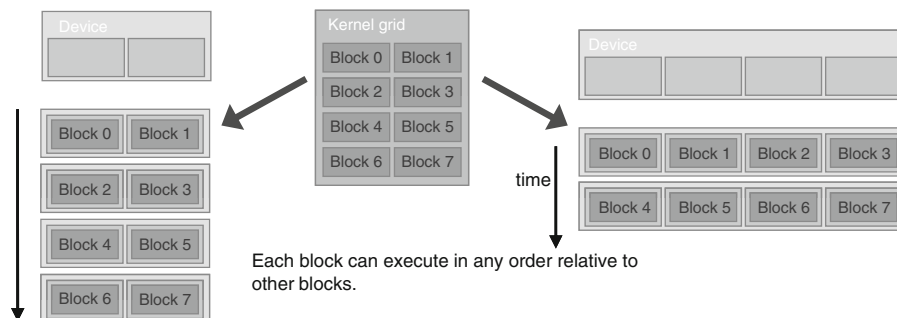 Device
Kernel grid
Block 0 Block 1
Block 2 Block 3
Block 4 Block 5
Block 6 Block 7
Device
Block 0 Block 1
Block 2 Block 3
Block 4 Block 5
Block 6 Block 7
time
Block 0 Block 1 Block 2 Block 3
Block 4 Block 5 Block 6 Block 7
Each block can execute in any order relative to
other blocks.